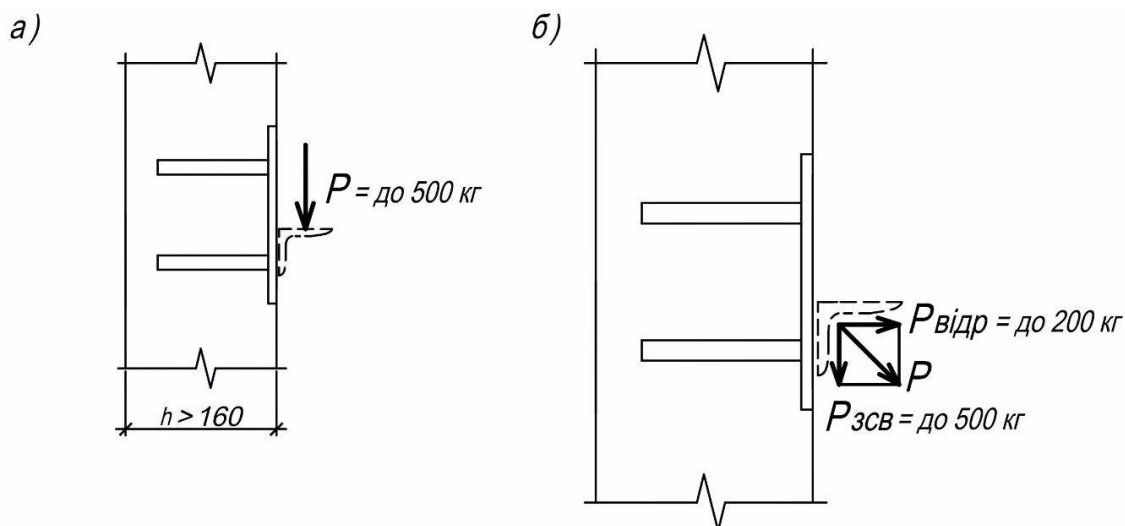 а)
P = до 500 кг
h > 160
б)
Pвідр = до 200 кг
P
Pзсв = до 500 кг